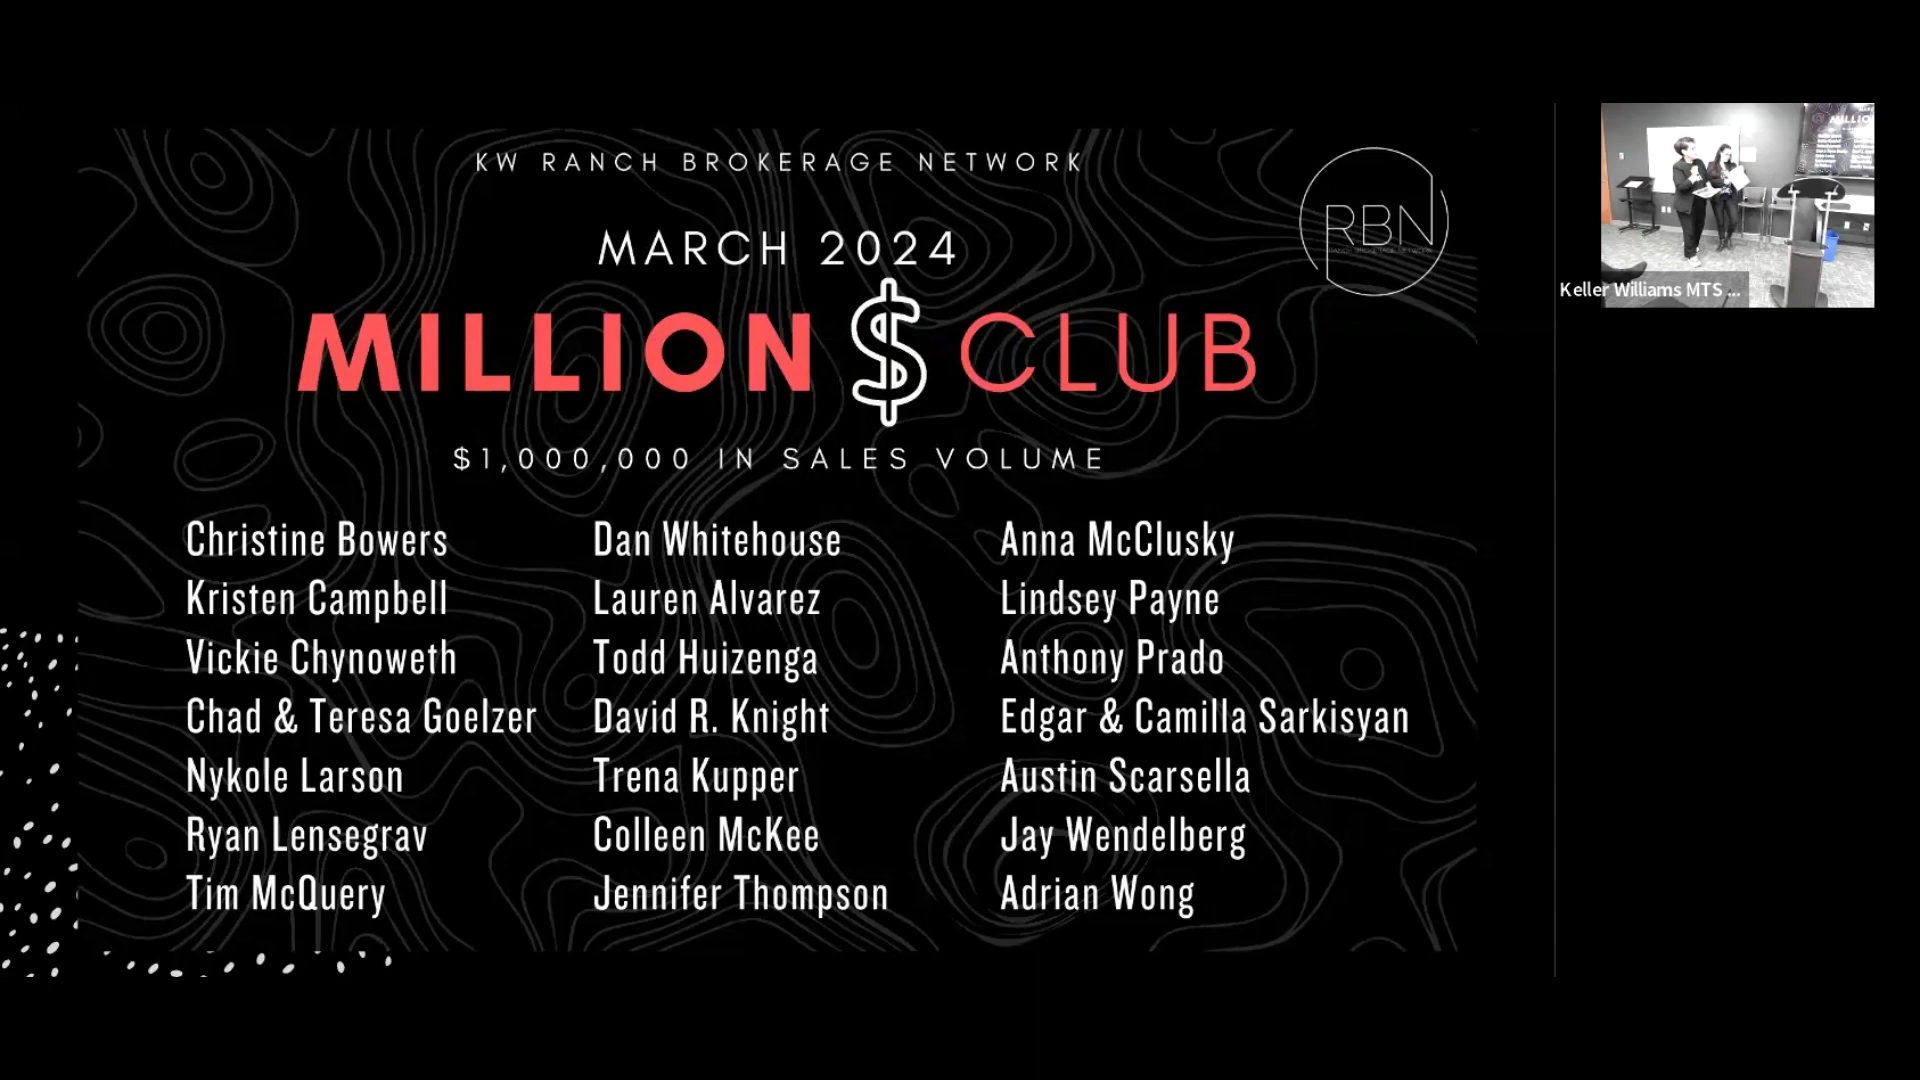 KW RANCH BROKERAGE NETWORK
RBN
MARCH 2024
MILLION $ CLUB
$1,000,000 IN SALES VOLUME
Christine Bowers
Kristen Campbell
Vickie Chynoweth
Chad & Teresa Goelzer
Nykole Larson
Ryan Lensegrav
Tim McQuery
Dan Whitehouse
Lauren Alvarez
Todd Huizenga
David R. Knight
Trena Kupper
Colleen McKee
Jennifer Thompson
Anna McClusky
Lindsey Payne
Anthony Prado
Edgar & Camilla Sarkisyan
Austin Scarsella
Jay Wendelberg
Adrian Wong
Keller Williams MTS ...